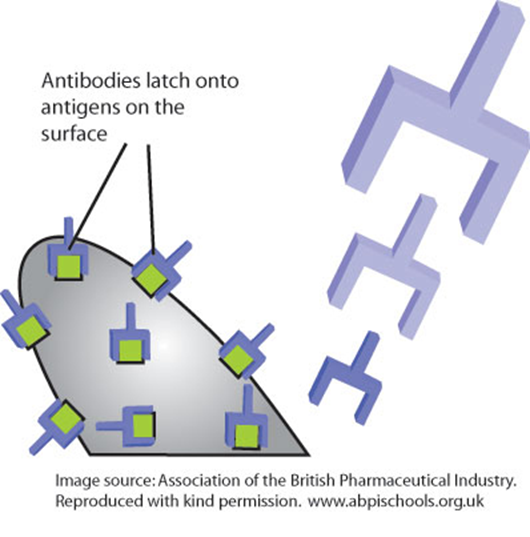 Antibodies latch onto
antigens on the
surface
Image source: Association of the British Pharmaceutical Industry.
Reproduced with kind permission. www.abpischools.org.uk